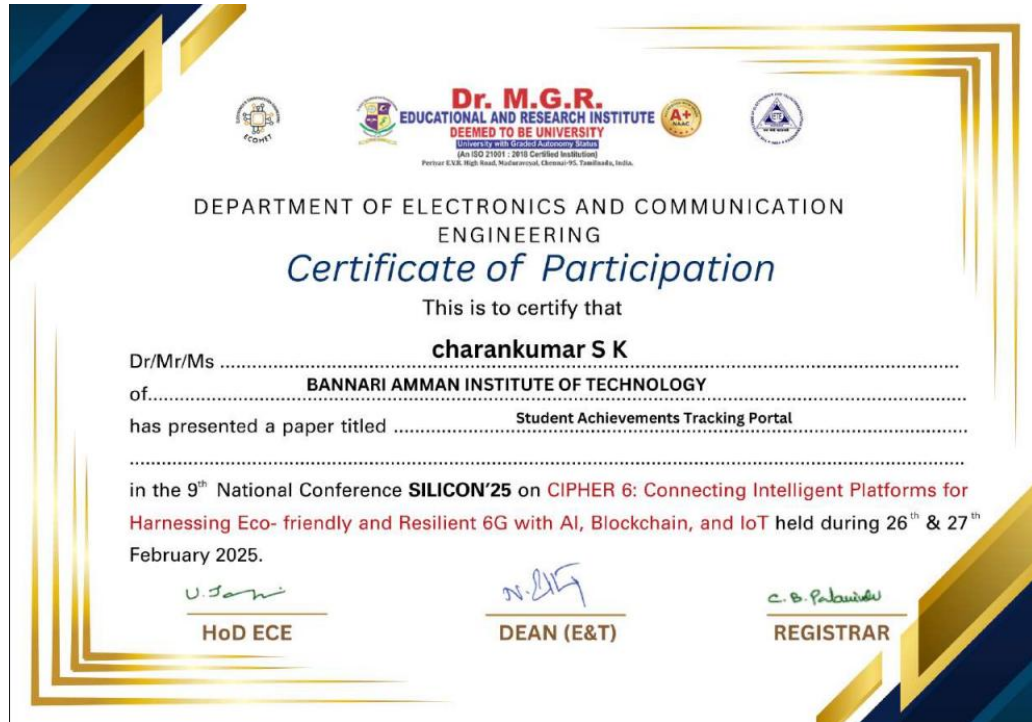 ECOMET
Dr. M.G.R.
EDUCATIONAL AND RESEARCH INSTITUTE
DEEMED TO BE UNIVERSITY
University with Graded Autonomy Status
(An ISO 21001 : 2018 Certified Institution)
Periyar E.V.R. High Road, Maduravoyal, Chennai-95. Tamilnadu, India.
A+
NAAC
DEPARTMENT OF ELECTRONICS AND COMMUNICATION
ENGINEERING
Certificate of Participation
This is to certify that
Dr/Mr/Ms charankumar S K
of BANNARI AMMAN INSTITUTE OF TECHNOLOGY
has presented a paper titled Student Achievements Tracking Portal
in the 9th National Conference SILICON'25 on CIPHER 6: Connecting Intelligent Platforms for
Harnessing Eco- friendly and Resilient 6G with AI, Blockchain, and IoT held during 26th & 27th
February 2025.
C. B. Palanivelu
HoD ECE DEAN (E&T) REGISTRAR